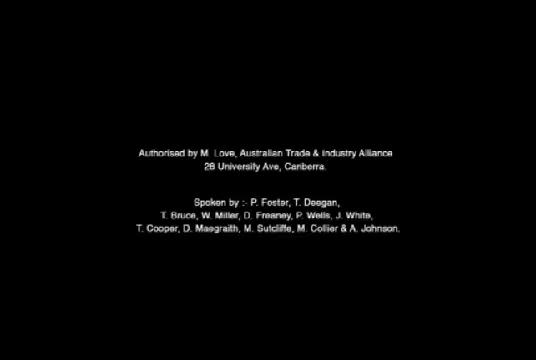 Authorised by M. Love, Australian Trade & Industry Alliance
28 University Ave, Canberra.
Spoken by :- P. Foster, T. Deegan,
T. Bruce, W. Miller, D. Freaney, P. Wells, J. White,
T. Cooper, D. Maegraith, M. Sutcliffe, M. Collier & A. Johnson.